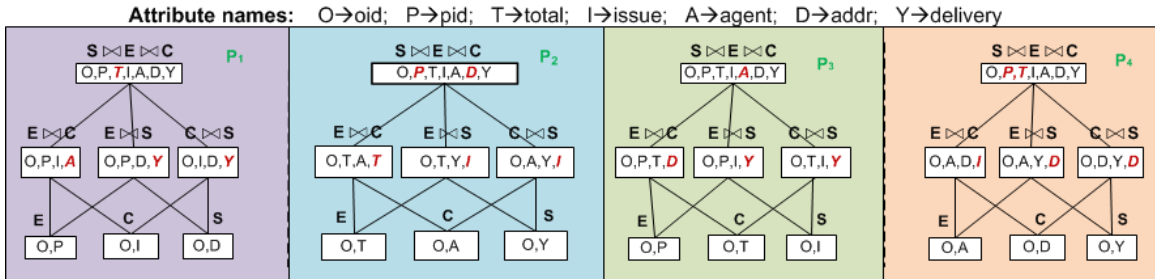 Attribute names: O→oid; P→pid; T→total; I→issue; A→agent; D→addr; Y→delivery
S ⋈ E ⋈ C
P₁
O,P,T,I,A,D,Y
E ⋈ C E ⋈ S C ⋈ S
O,P,I,A O,P,D,Y O,I,D,Y
E C S
O,P O,I O,D
S ⋈ E ⋈ C
P₂
O,P,T,I,A,D,Y
E ⋈ C E ⋈ S C ⋈ S
O,T,A,T O,T,Y,I O,A,Y,I
E C S
O,T O,A O,Y
S ⋈ E ⋈ C
P₃
O,P,T,I,A,D,Y
E ⋈ C E ⋈ S C ⋈ S
O,P,T,D O,P,I,Y O,T,I,Y
E C S
O,P O,T O,I
S ⋈ E ⋈ C
P₄
O,P,T,I,A,D,Y
E ⋈ C E ⋈ S C ⋈ S
O,A,D,I O,A,Y,D O,D,Y,D
E C S
O,A O,D O,Y